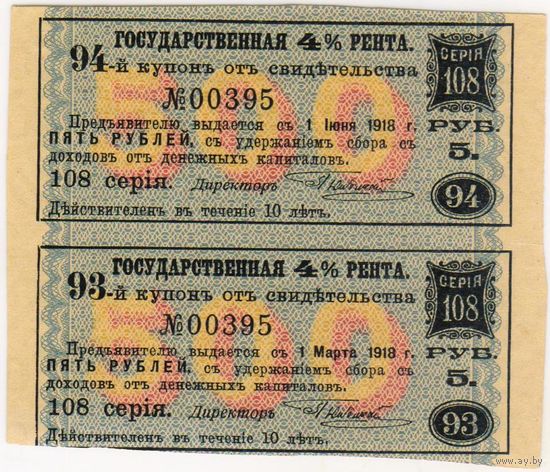 ГОСУДАРСТВЕННАЯ 4% РЕНТА.
94-й купонъ отъ свидѣтельства
№00395
Предъявителю выдается съ 1 Іюня 1918 г.
ПЯТЬ РУБЛЕЙ, съ удержаніемъ сбора съ
доходовъ отъ денежныхъ капиталовъ.
108 серія. Директоръ
Дѣйствителенъ въ теченіе 10 лѣтъ.
СЕРІЯ
108
РУБ.
5.
94
500
ГОСУДАРСТВЕННАЯ 4% РЕНТА.
93-й купонъ отъ свидѣтельства
№00395
Предъявителю выдается съ 1 Марта 1918 г.
ПЯТЬ РУБЛЕЙ, съ удержаніемъ сбора съ
доходовъ отъ денежныхъ капиталовъ.
108 серія. Директоръ
Дѣйствителенъ въ теченіе 10 лѣтъ.
СЕРІЯ
108
РУБ.
5.
93
500
www.ay.by